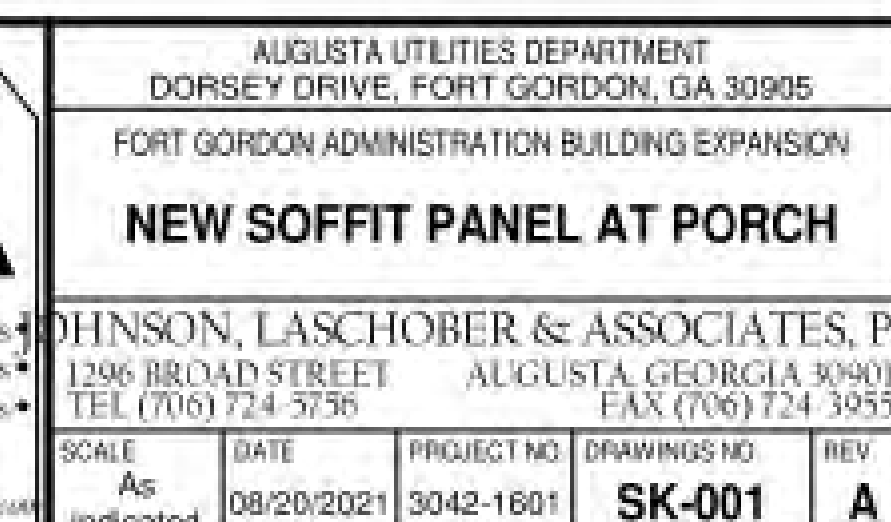 AUGUSTA UTILITIES DEPARTMENT
DORSEY DRIVE, FORT GORDON, GA 30905
FORT GORDON ADMINISTRATION BUILDING EXPANSION
NEW SOFFIT PANEL AT PORCH
JOHNSON, LASCHOBER & ASSOCIATES, P
1296 BROAD STREET AUGUSTA, GEORGIA 30901
TEL (706) 724-5756 FAX (706) 724-3955
SCALE DATE PROJECT NO. DRAWINGS NO. REV
As indicated 08/20/2021 3042-1601 SK-001 A